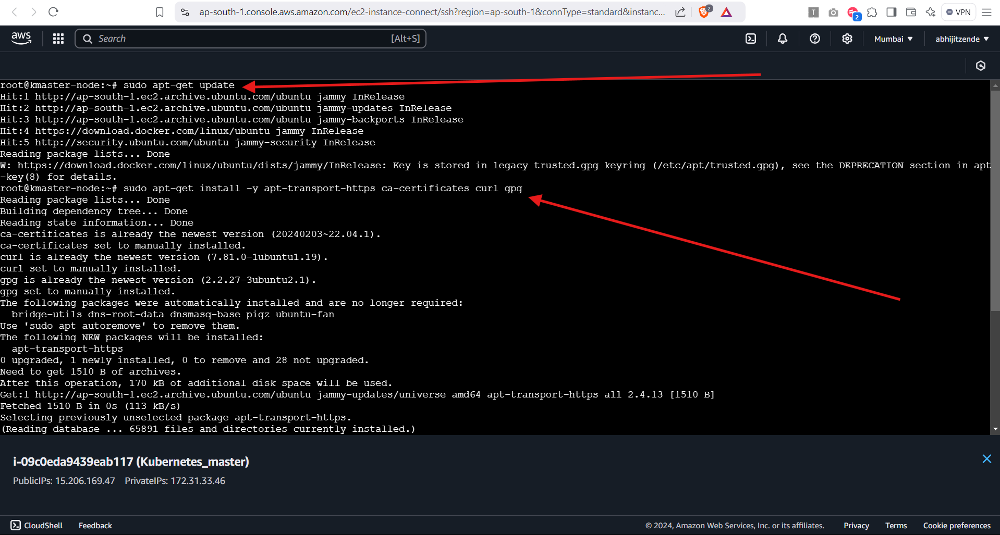 ap-south-1.console.aws.amazon.com/ec2-instance-connect/ssh?region=ap-south-1&connType=standard&instanc...
2
T
2
VPN
aws
Search
[Alt+S]
Mumbai
abhijitzende
root@kmaster-node:~# sudo apt-get update
Hit:1 http://ap-south-1.ec2.archive.ubuntu.com/ubuntu jammy InRelease
Hit:2 http://ap-south-1.ec2.archive.ubuntu.com/ubuntu jammy-updates InRelease
Hit:3 http://ap-south-1.ec2.archive.ubuntu.com/ubuntu jammy-backports InRelease
Hit:4 https://download.docker.com/linux/ubuntu jammy InRelease
Hit:5 http://security.ubuntu.com/ubuntu jammy-security InRelease
Reading package lists... Done
W: https://download.docker.com/linux/ubuntu/dists/jammy/InRelease: Key is stored in legacy trusted.gpg keyring (/etc/apt/trusted.gpg), see the DEPRECATION section in apt
-key(8) for details.
root@kmaster-node:~# sudo apt-get install -y apt-transport-https ca-certificates curl gpg
Reading package lists... Done
Building dependency tree... Done
Reading state information... Done
ca-certificates is already the newest version (20240203~22.04.1).
ca-certificates set to manually installed.
curl is already the newest version (7.81.0-1ubuntu1.19).
curl set to manually installed.
gpg is already the newest version (2.2.27-3ubuntu2.1).
gpg set to manually installed.
The following packages were automatically installed and are no longer required:
  bridge-utils dns-root-data dnsmasq-base pigz ubuntu-fan
Use 'sudo apt autoremove' to remove them.
The following NEW packages will be installed:
  apt-transport-https
0 upgraded, 1 newly installed, 0 to remove and 28 not upgraded.
Need to get 1510 B of archives.
After this operation, 170 kB of additional disk space will be used.
Get:1 http://ap-south-1.ec2.archive.ubuntu.com/ubuntu jammy-updates/universe amd64 apt-transport-https all 2.4.13 [1510 B]
Fetched 1510 B in 0s (113 kB/s)
Selecting previously unselected package apt-transport-https.
(Reading database ... 65891 files and directories currently installed.)
i-09c0eda9439eab117 (Kubernetes_master)
PublicIPs: 15.206.169.47 PrivateIPs: 172.31.33.46
CloudShell Feedback
© 2024, Amazon Web Services, Inc. or its affiliates. Privacy Terms Cookie preferences